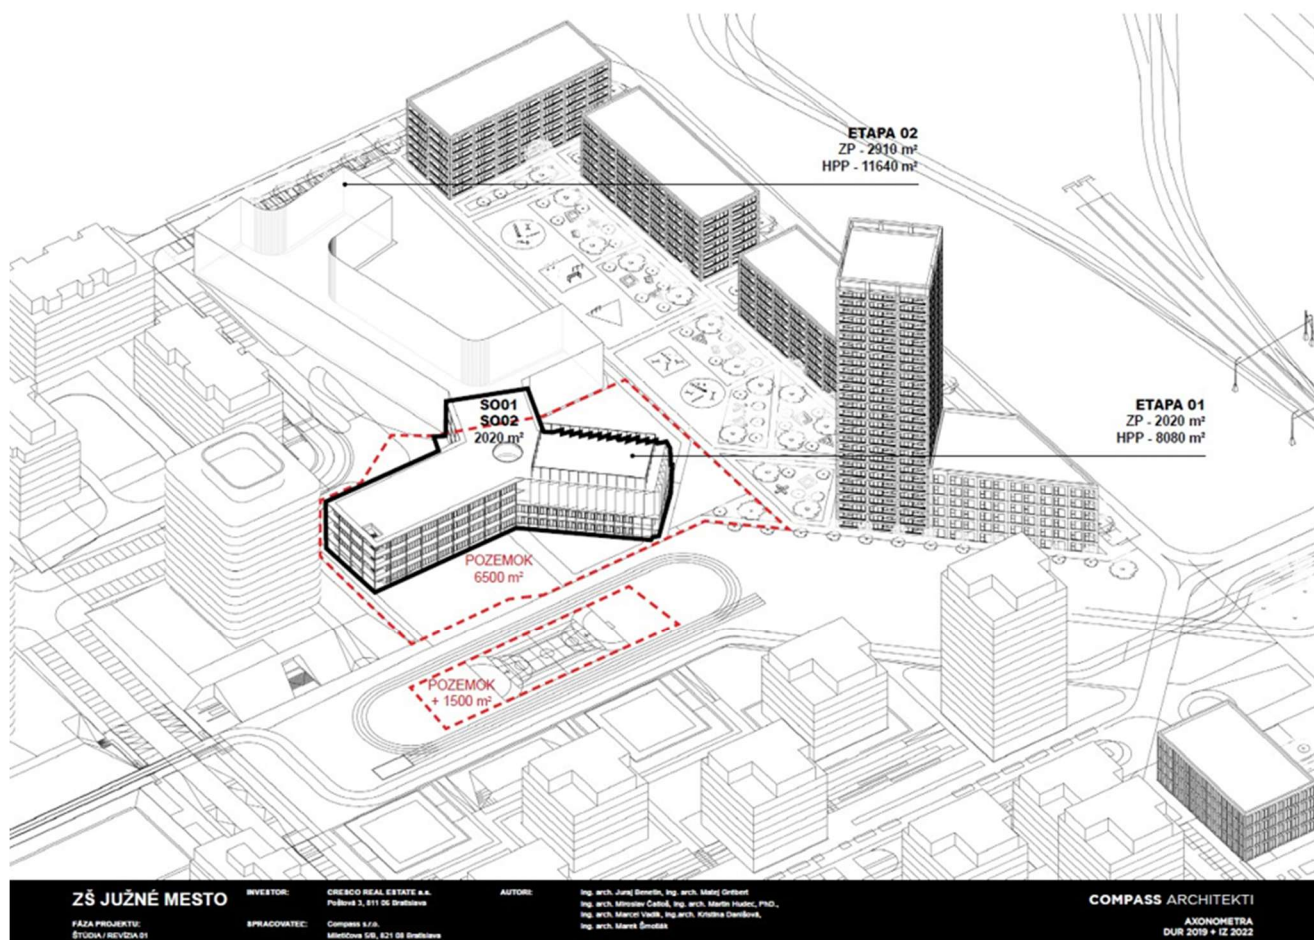 ETAPA 02
ZP - 2910 m²
HPP - 11640 m²
ETAPA 01
ZP - 2020 m²
HPP - 8080 m²
SO01
SO02
2020 m²
POZEMOK
6500 m²
POZEMOK
+ 1500 m²
ZŠ JUŽNÉ MESTO
FÁZA PROJEKTU:
ŠTÚDIA / REVÍZIA 01
INVESTOR:
CRESCO REAL ESTATE a.s.
Poštová 3, 811 06 Bratislava
SPRACOVATEĽ:
Compass s.r.o.
Miletičova 5/B, 821 08 Bratislava
AUTORI:
Ing. arch. Juraj Benetin, Ing. arch. Matej Grébert
Ing. arch. Miroslav Čatloš, Ing. arch. Martin Hudec, PhD.,
Ing. arch. Marcel Vadík, Ing.arch. Kristína Danišová,
Ing. arch. Marek Šmoták
COMPASS ARCHITEKTI
AXONOMETRA
DUR 2019 + IZ 2022